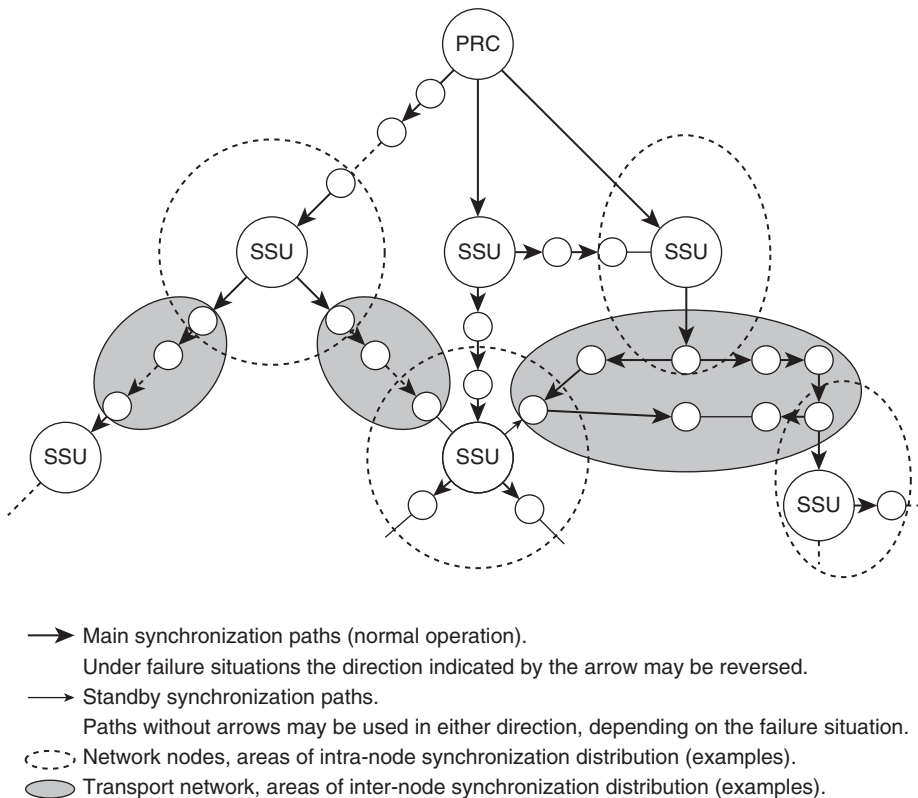 PRC
SSU
SSU
SSU
SSU
SSU
SSU
Main synchronization paths (normal operation).
Under failure situations the direction indicated by the arrow may be reversed.
Standby synchronization paths.
Paths without arrows may be used in either direction, depending on the failure situation.
Network nodes, areas of intra-node synchronization distribution (examples).
Transport network, areas of inter-node synchronization distribution (examples).